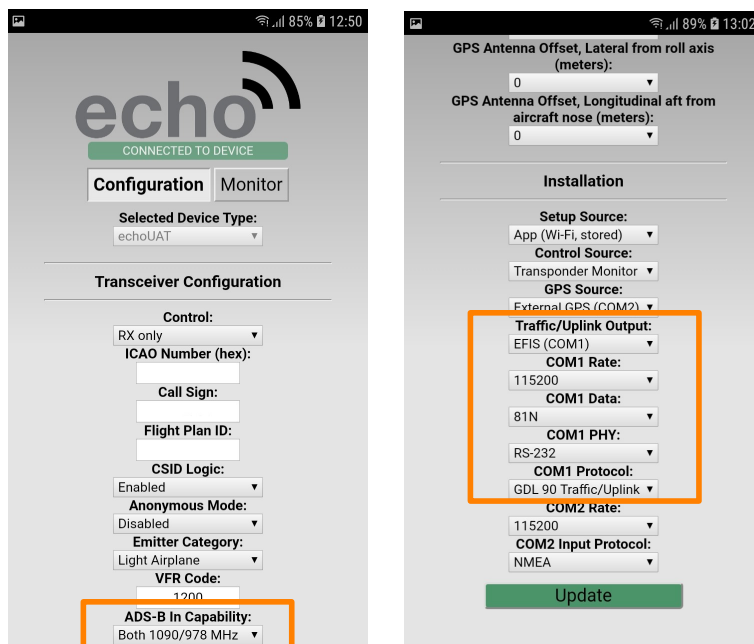 85% 12:50
echo
CONNECTED TO DEVICE
Configuration Monitor
Selected Device Type:
echoUAT
Transceiver Configuration
Control:
RX only
ICAO Number (hex):
Call Sign:
Flight Plan ID:
CSID Logic:
Enabled
Anonymous Mode:
Disabled
Emitter Category:
Light Airplane
VFR Code:
1200
ADS-B In Capability:
Both 1090/978 MHz
89% 13:02
GPS Antenna Offset, Lateral from roll axis
(meters):
0
GPS Antenna Offset, Longitudinal aft from
aircraft nose (meters):
0
Installation
Setup Source:
App (Wi-Fi, stored)
Control Source:
Transponder Monitor
GPS Source:
External GPS (COM2)
Traffic/Uplink Output:
EFIS (COM1)
COM1 Rate:
115200
COM1 Data:
81N
COM1 PHY:
RS-232
COM1 Protocol:
GDL 90 Traffic/Uplink
COM2 Rate:
115200
COM2 Input Protocol:
NMEA
Update